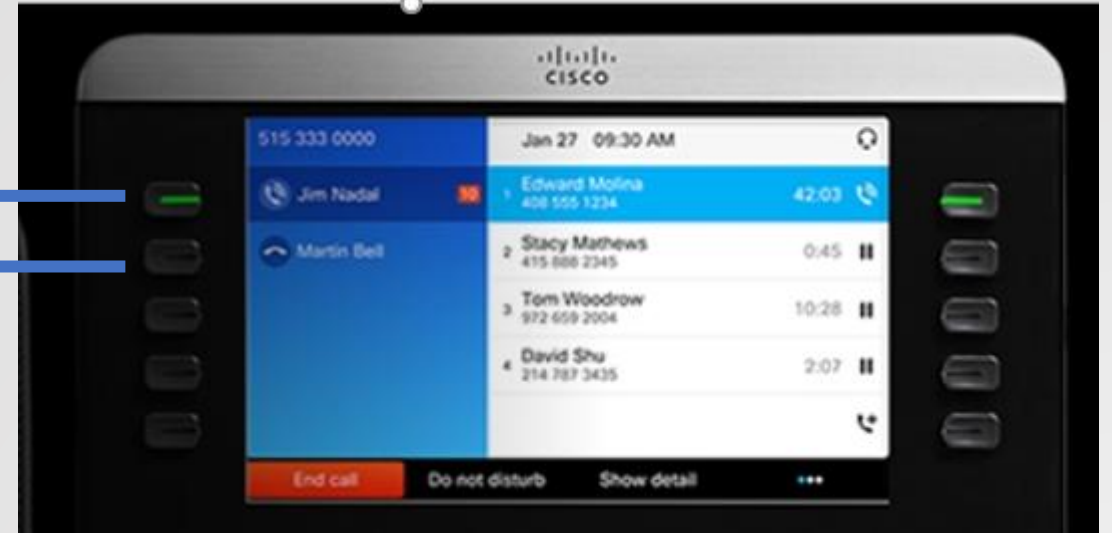 CISCO
515 333 0000
Jan 27 09:30 AM
Jim Nadal 10
Martin Bell
1 Edward Molina 42:03
408 555 1234
2 Stacy Mathews 0:45
415 888 2345
3 Tom Woodrow 10:28
972 659 2004
4 David Shu 2:07
214 787 3435
End call Do not disturb Show detail